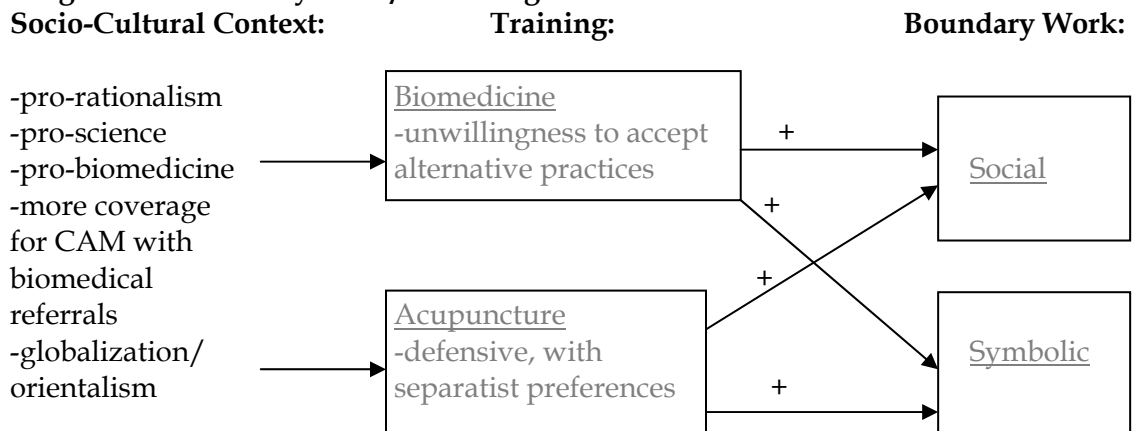 Socio-Cultural Context:
Training:
Boundary Work:
-pro-rationalism
-pro-science
-pro-biomedicine
-more coverage
for CAM with
biomedical
referrals
-globalization/
orientalism
Biomedicine
-unwillingness to accept
alternative practices
Acupuncture
-defensive, with
separatist preferences
+
+
+
+
Social
Symbolic